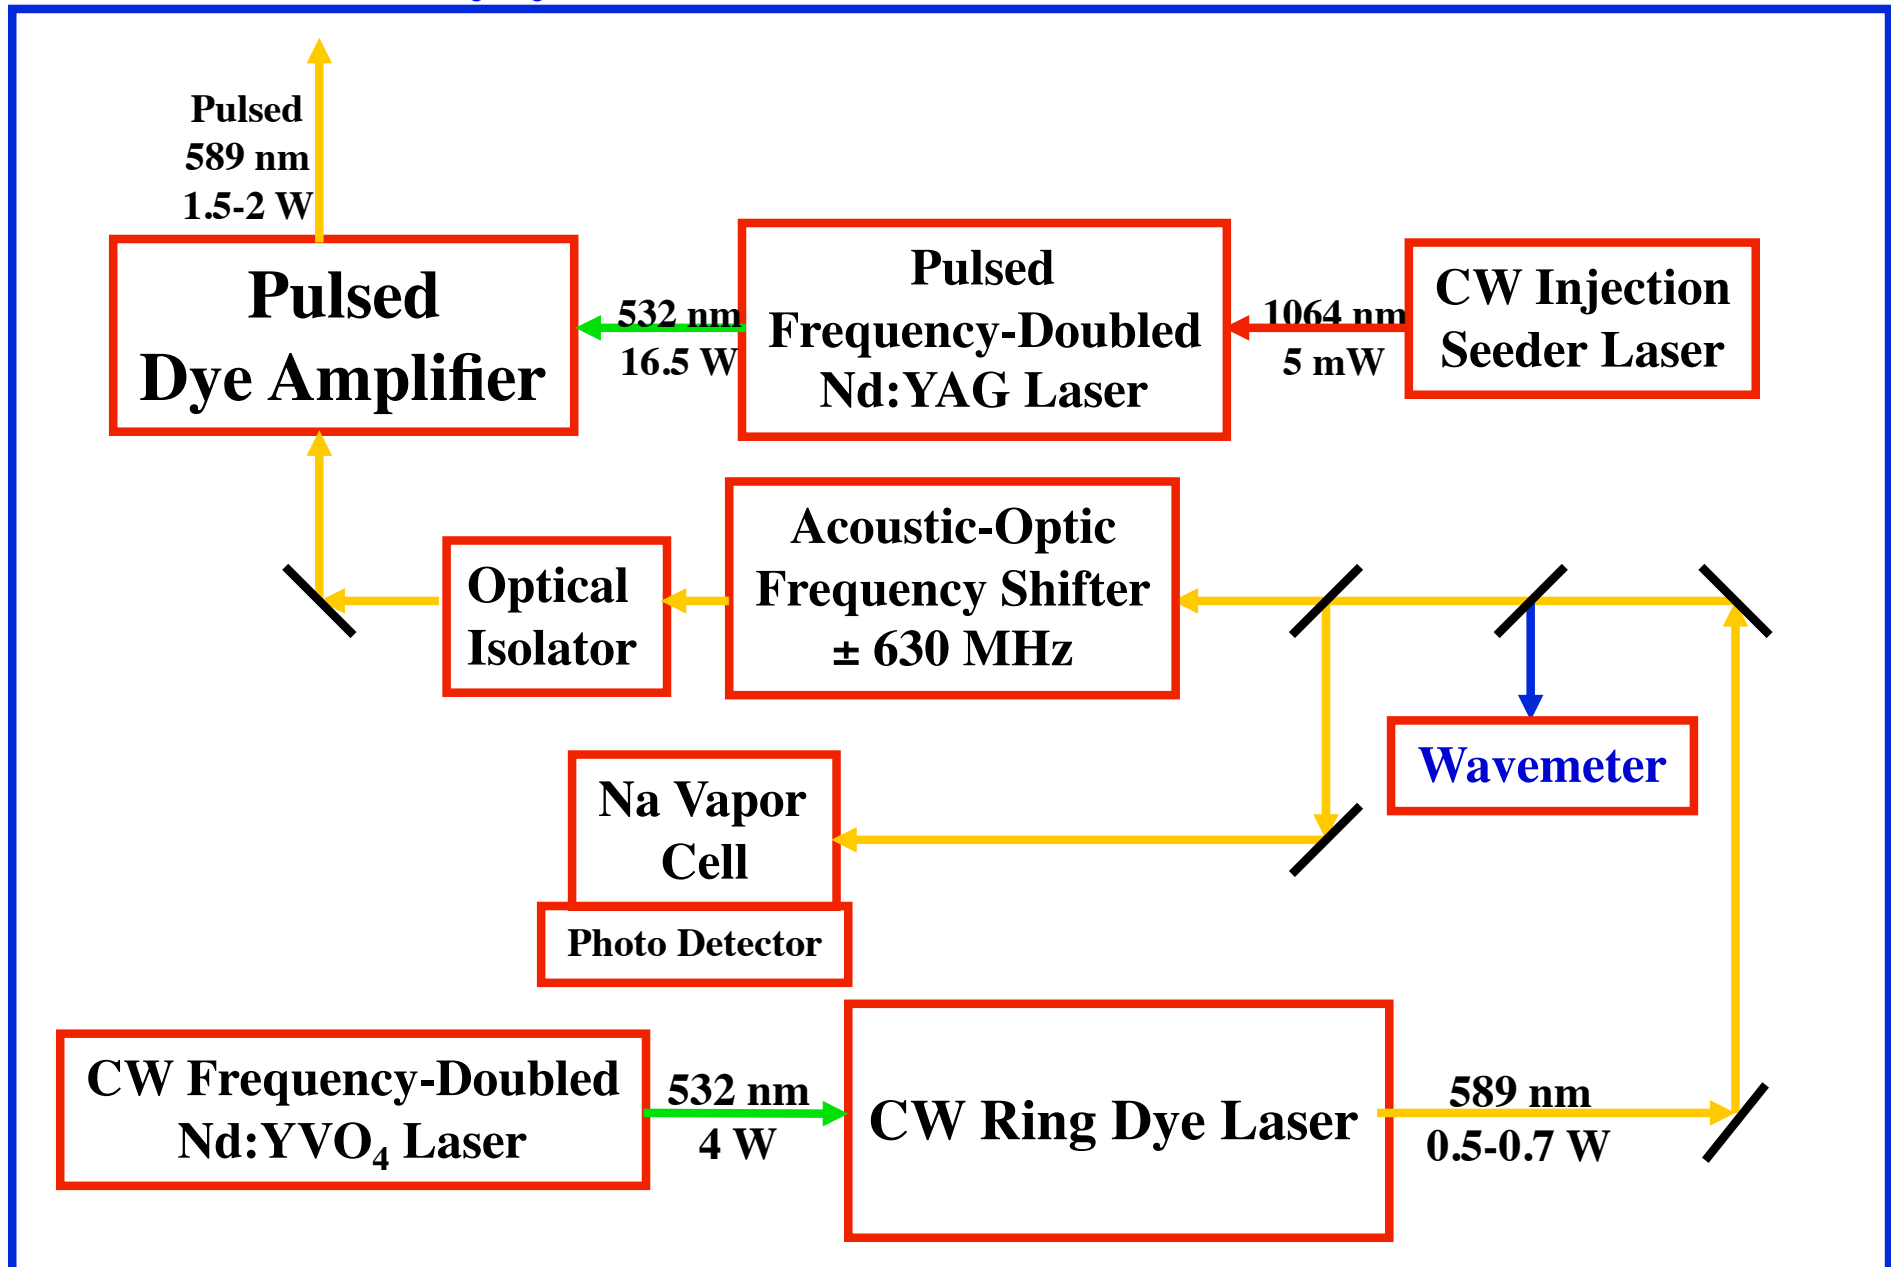 Pulsed
589 nm
1.5-2 W
Pulsed
Dye Amplifier
532 nm
16.5 W
Pulsed
Frequency-Doubled
Nd:YAG Laser
1064 nm
5 mW
CW Injection
Seeder Laser
Optical
Isolator
Acoustic-Optic
Frequency Shifter
± 630 MHz
Wavemeter
Na Vapor
Cell
Photo Detector
CW Frequency-Doubled
Nd:YVO₄ Laser
532 nm
4 W
CW Ring Dye Laser
589 nm
0.5-0.7 W